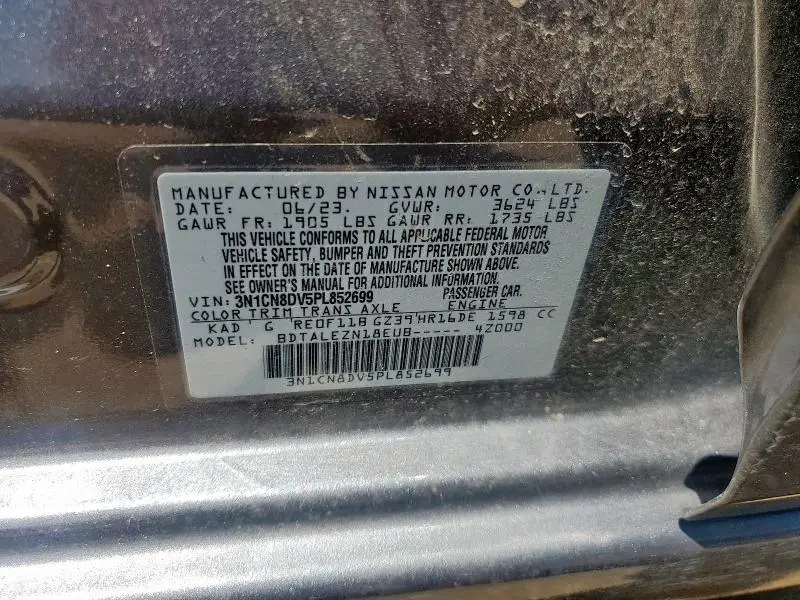 MANUFACTURED BY NISSAN MOTOR CO.,LTD.
DATE: 06/23. GVWR: 3624 LBS
GAWR FR: 1905 LBS GAWR RR: 1735 LBS
THIS VEHICLE CONFORMS TO ALL APPLICABLE FEDERAL MOTOR
VEHICLE SAFETY, BUMPER AND THEFT PREVENTION STANDARDS
IN EFFECT ON THE DATE OF MANUFACTURE SHOWN ABOVE.
SEE OWNER'S MANUAL FOR ADDITIONAL INFORMATION.
VIN: 3N1CN8DV5PL852699 PASSENGER CAR.
COLOR TRIM TRANS AXLE ENGINE
KAD G RE0F11B GZ39 HR16DE 1598 CC
MODEL: BDTALEZN18EUB----- 4Z000
3N1CN8DV5PL852699